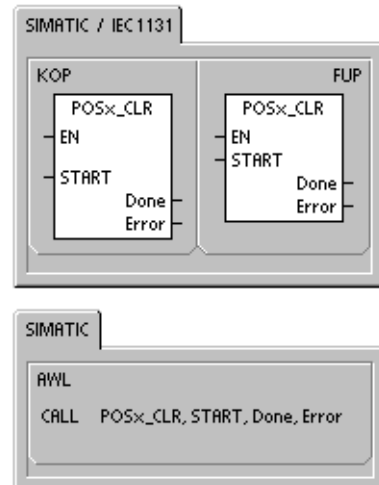 SIMATIC / IEC1131
KOP
FUP
POSx_CLR
EN
START
Done
Error
POSx_CLR
EN
START
Done
Error
SIMATIC
AWL
CALL POSx_CLR, START, Done, Error